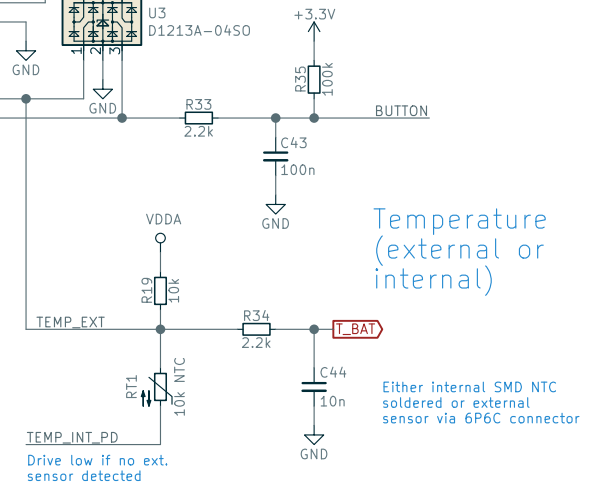 U3
D1213A-04SO
1
2
3
GND
GND
+3.3V
R35
100k
R33
2.2k
BUTTON
C43
100n
GND
Temperature
(external or
internal)
VDDA
R19
10k
TEMP_EXT
R34
2.2k
T_BAT
RT1
10k NTC
C44
10n
Either internal SMD NTC
soldered or external
sensor via 6P6C connector
GND
TEMP_INT_PD
Drive low if no ext.
sensor detected